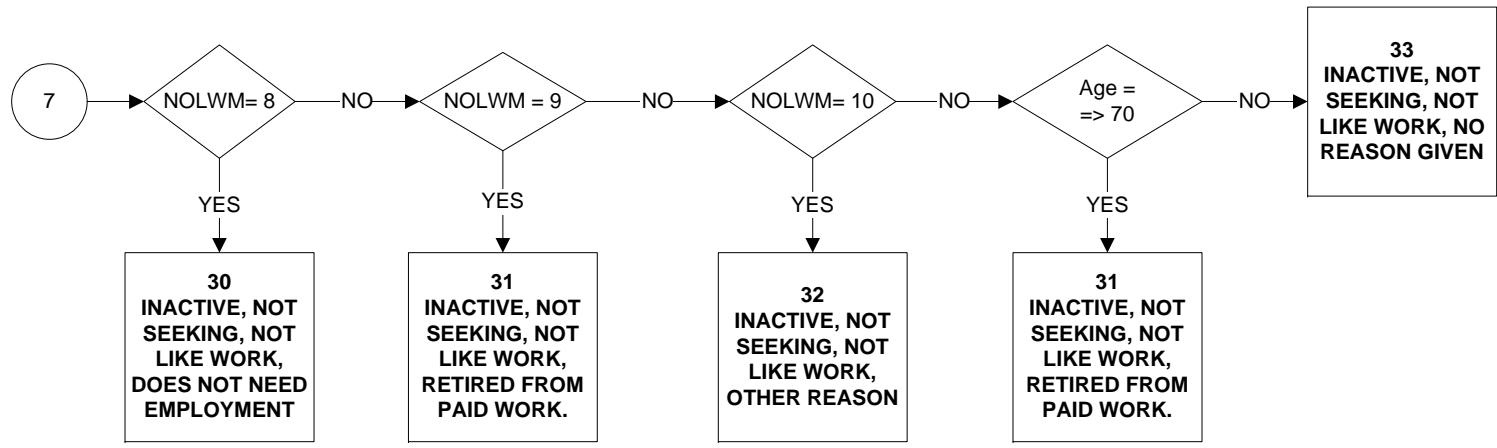 7
NOLWM= 8
NO
NOLWM = 9
NO
NOLWM= 10
NO
Age =
=> 70
NO
33
INACTIVE, NOT
SEEKING, NOT
LIKE WORK, NO
REASON GIVEN
YES
YES
YES
YES
30
INACTIVE, NOT
SEEKING, NOT
LIKE WORK,
DOES NOT NEED
EMPLOYMENT
31
INACTIVE, NOT
SEEKING, NOT
LIKE WORK,
RETIRED FROM
PAID WORK.
32
INACTIVE, NOT
SEEKING, NOT
LIKE WORK,
OTHER REASON
31
INACTIVE, NOT
SEEKING, NOT
LIKE WORK,
RETIRED FROM
PAID WORK.